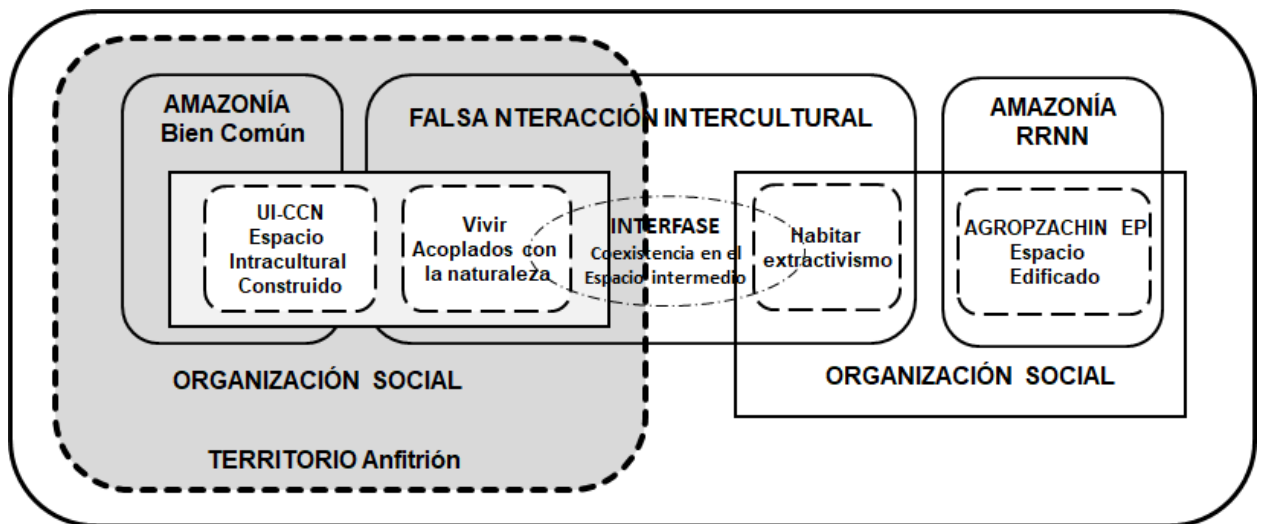 AMAZONÍA
Bien Común
FALSA NTERACCIÓN INTERCULTURAL
AMAZONÍA
RRNN
UI-CCN
Espacio
Intracultural
Construido
Vivir
Acoplados con
la naturaleza
INTERFASE
Coexistencia en el
Espacio intermedio
Habitar
extractivismo
AGROPZACHIN EP
Espacio
Edificado
ORGANIZACIÓN SOCIAL
ORGANIZACIÓN SOCIAL
TERRITORIO Anfitrión